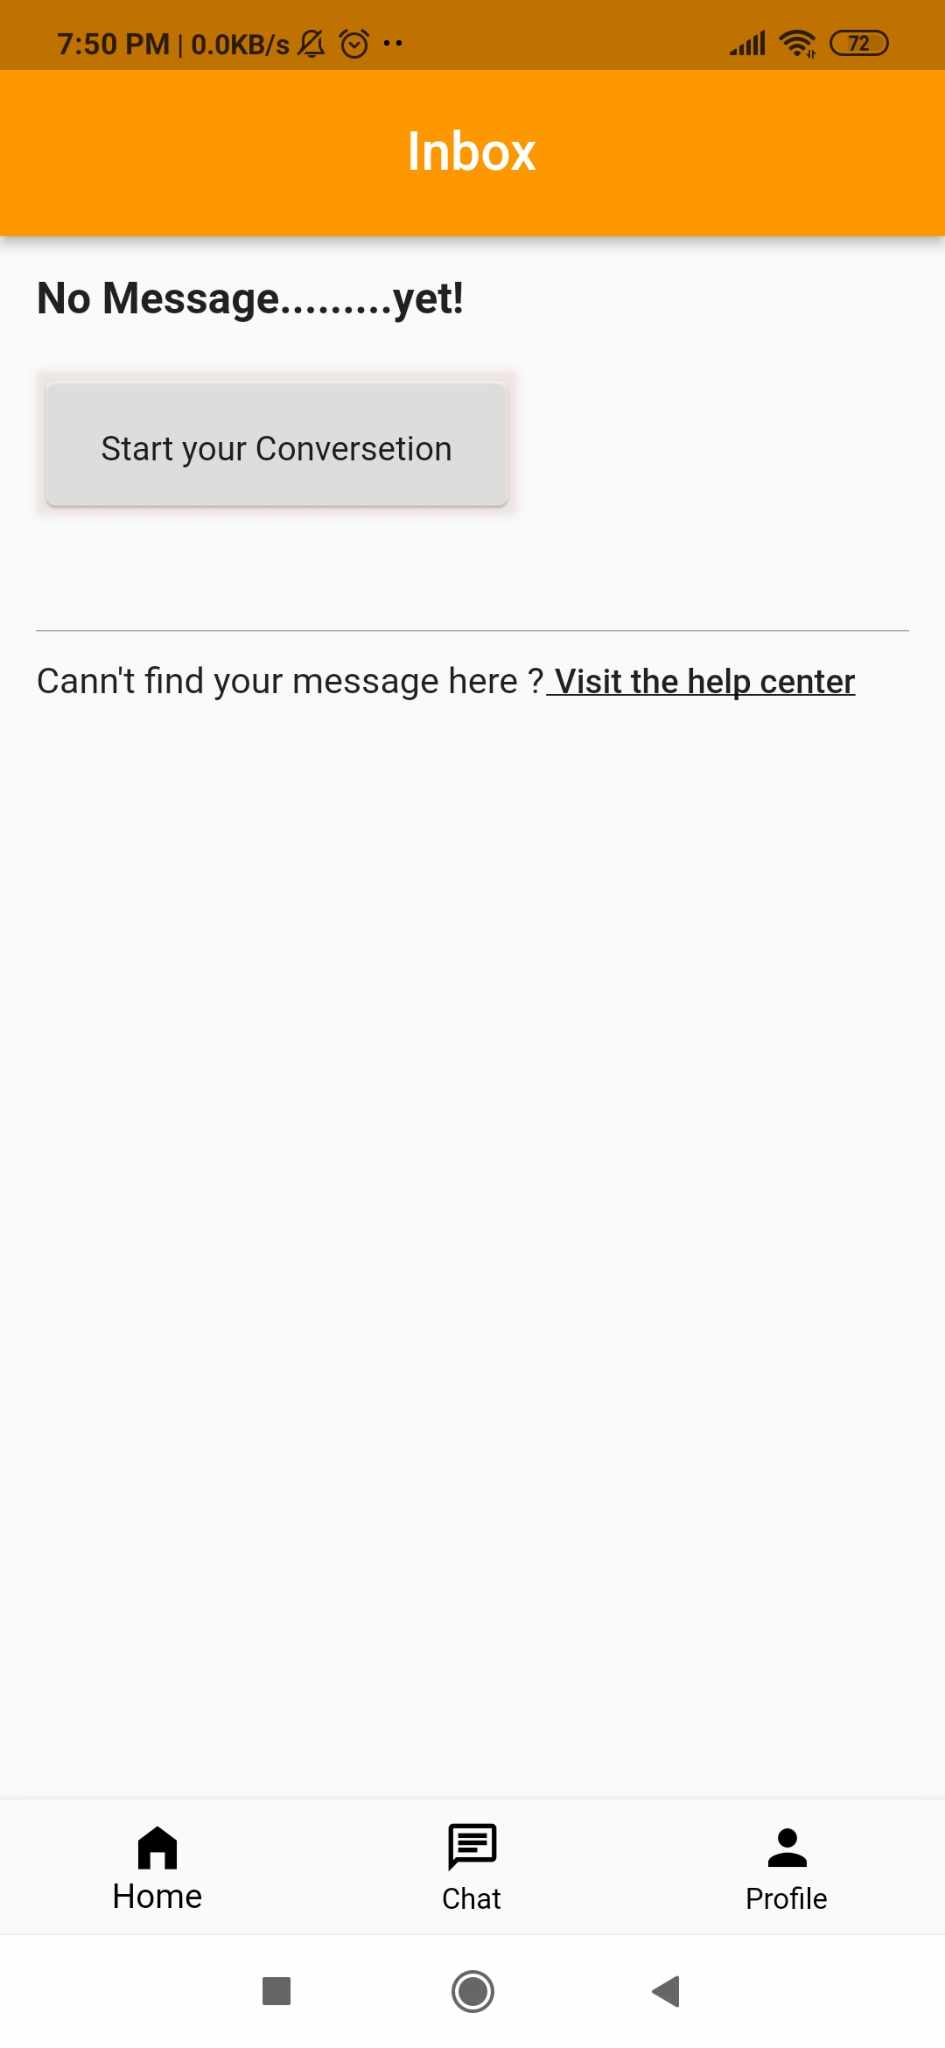 7:50 PM | 0.0KB/s 72
Inbox
No Message.........yet!
Start your Conversetion
Cann't find your message here ? Visit the help center
Home Chat Profile